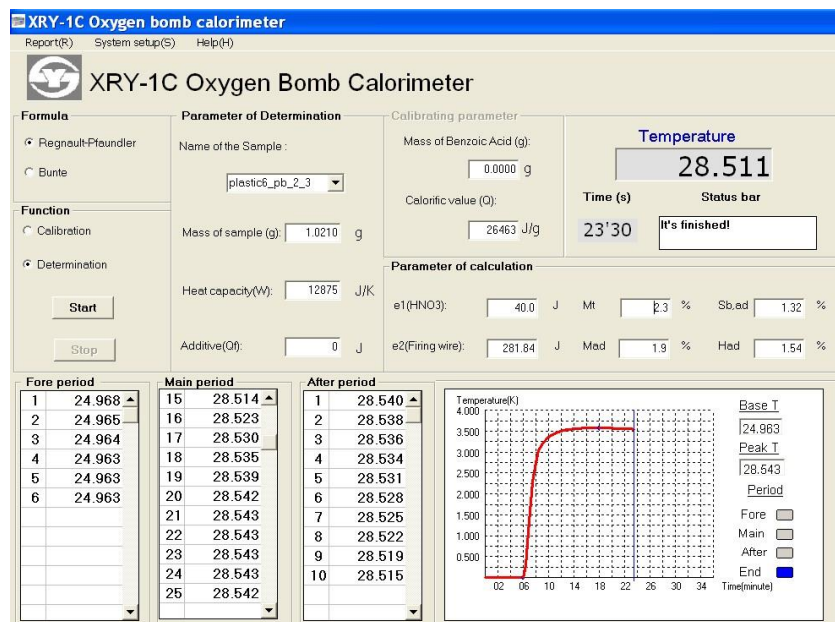 XRY-1C Oxygen bomb calorimeter
Report(R) System setup(S) Help(H)
XRY-1C Oxygen Bomb Calorimeter
Formula
Regnault-Pfaundler
Bunte
Function
Calibration
Determination
Start
Stop
Parameter of Determination
Name of the Sample :
plastic6_pb_2_3
Mass of sample (g): 1.0210 g
Heat capacity(W): 12875 J/K
Additive(Qf): 0 J
Calibrating parameter
Mass of Benzoic Acid (g):
0.0000 g
Calorific value (Q):
26463 J/g
Temperature
28.511
Time (s) Status bar
23'30 It's finished!
Parameter of calculation
e1(HNO3): 40.0 J Mt 2.3 % Sb,ad 1.32 %
e2(Firing wire): 281.84 J Mad 1.9 % Had 1.54 %
Fore period
1 24.968
2 24.965
3 24.964
4 24.963
5 24.963
6 24.963
Main period
15 28.514
16 28.523
17 28.530
18 28.535
19 28.539
20 28.542
21 28.543
22 28.543
23 28.543
24 28.543
25 28.542
After period
1 28.540
2 28.538
3 28.536
4 28.534
5 28.531
6 28.528
7 28.525
8 28.522
9 28.519
10 28.515
Temperature(K)
4.000
3.500
3.000
2.500
2.000
1.500
1.000
0.500
02 06 10 14 18 22 26 30 34 Time(minute)
Base T
24.963
Peak T
28.543
Period
Fore
Main
After
End